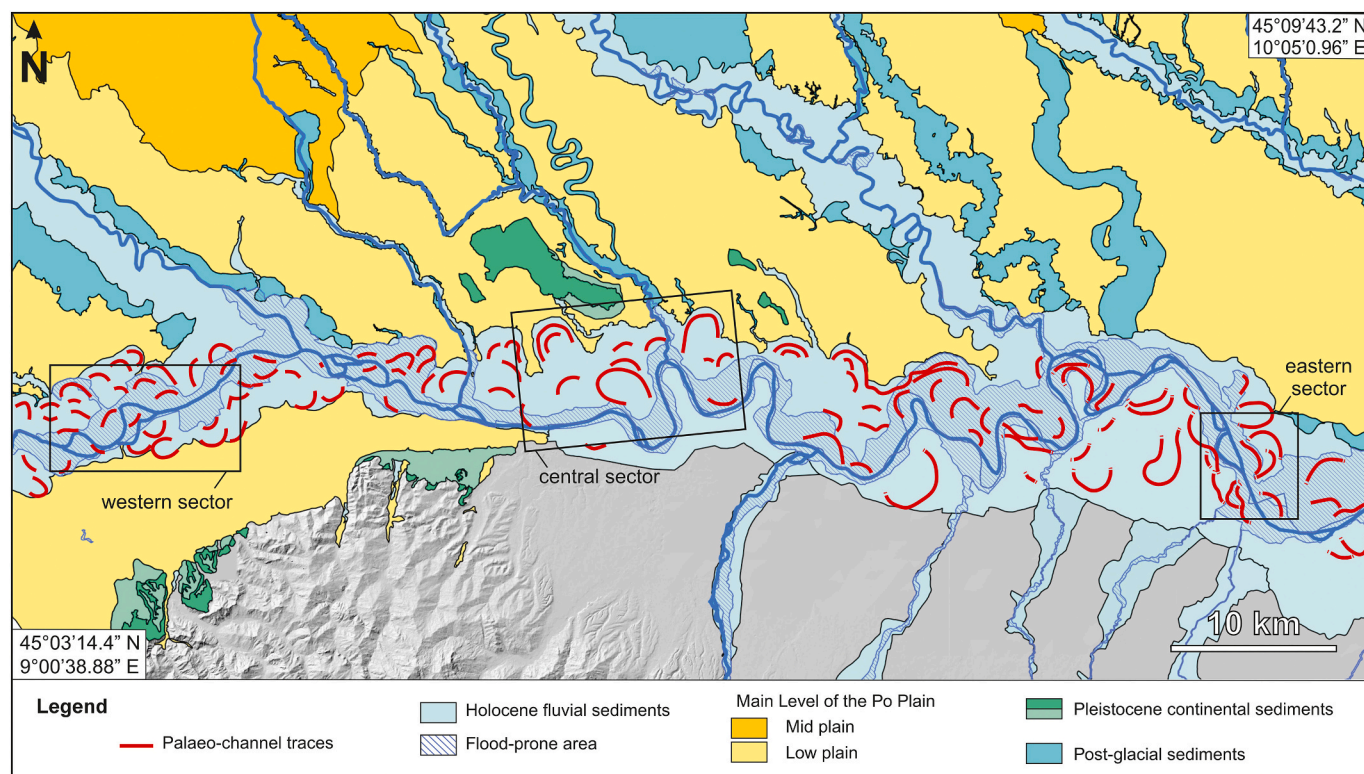 N
45°09’43.2” N
10°05’0.96” E
eastern
sector
central sector
western sector
45°03’14.4” N
9°00’38.88” E
10 km
Legend
Palaeo-channel traces
Holocene fluvial sediments
Flood-prone area
Main Level of the Po Plain
Mid plain
Low plain
Pleistocene continental sediments
Post-glacial sediments